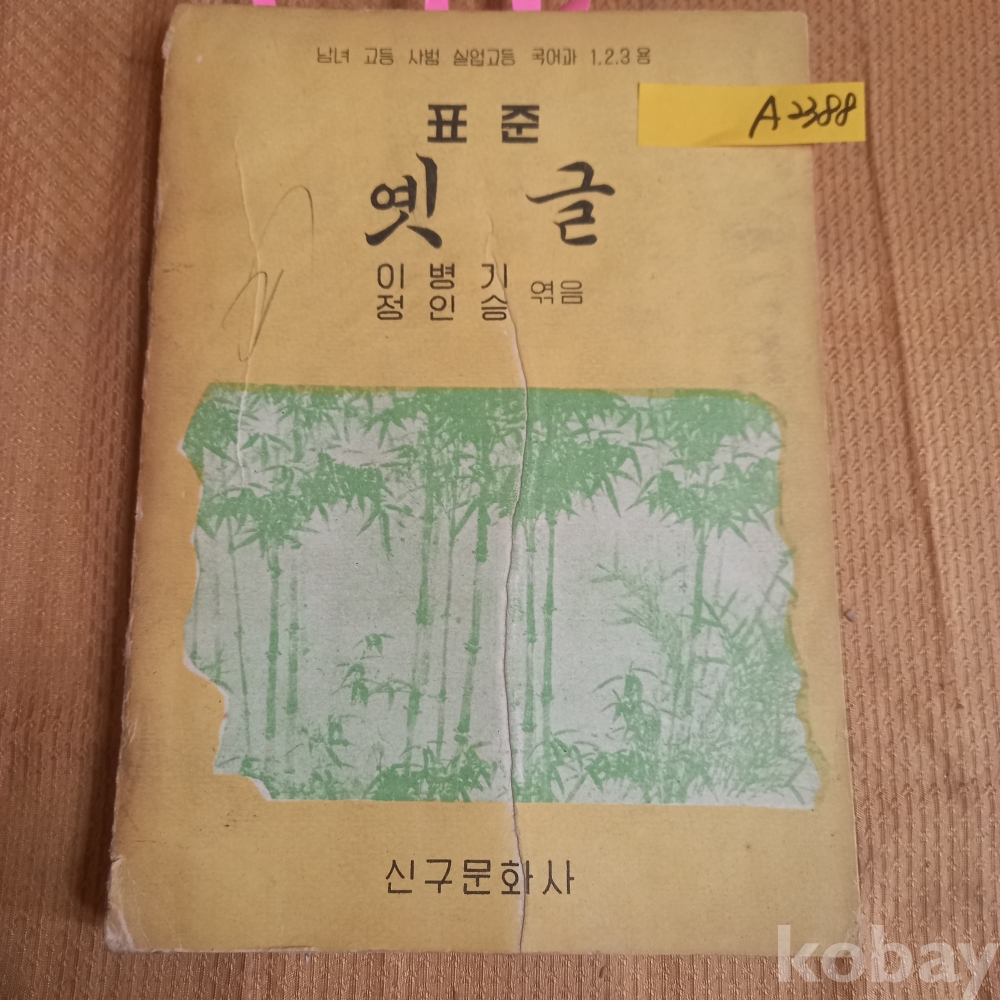 남녀 고등 사범 실업고등 국어과 1.2.3 용
A2388
표준
옛글
이병기
정인승 엮음
신구문화사
kobay